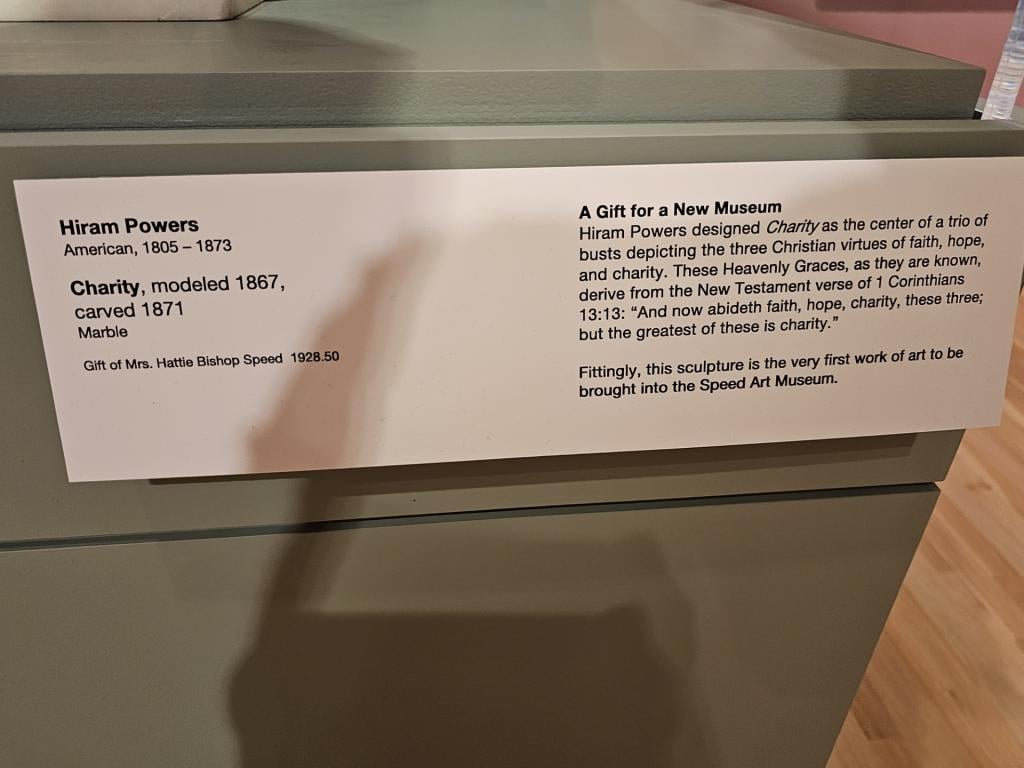 Hiram Powers
American, 1805 – 1873
Charity, modeled 1867,
carved 1871
Marble
Gift of Mrs. Hattie Bishop Speed 1928.50
A Gift for a New Museum
Hiram Powers designed Charity as the center of a trio of
busts depicting the three Christian virtues of faith, hope,
and charity. These Heavenly Graces, as they are known,
derive from the New Testament verse of 1 Corinthians
13:13: “And now abideth faith, hope, charity, these three;
but the greatest of these is charity.”
Fittingly, this sculpture is the very first work of art to be
brought into the Speed Art Museum.